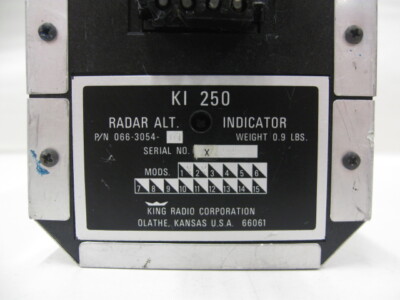 KI 250
RADAR ALT. INDICATOR
P/N 066-3054- WEIGHT 0.9 LBS.
SERIAL NO. X
MODS. 1 2 3 4 5 6
7 8 9 10 11 12 13 14 15
KING RADIO CORPORATION
OLATHE, KANSAS U.S.A. 66061